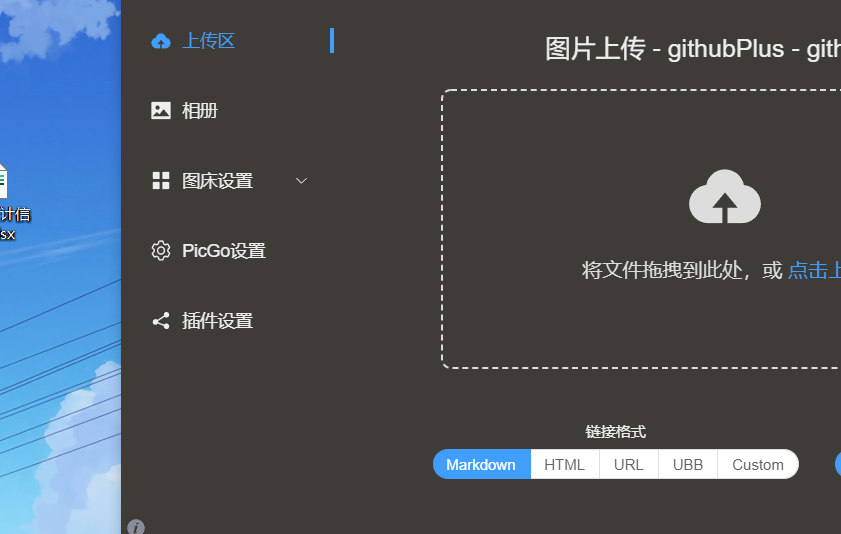 上传区
图片上传 - githubPlus - gith
相册
计信
sx
图床设置
PicGo设置
将文件拖拽到此处，或 点击上
插件设置
链接格式
Markdown
HTML
URL
UBB
Custom